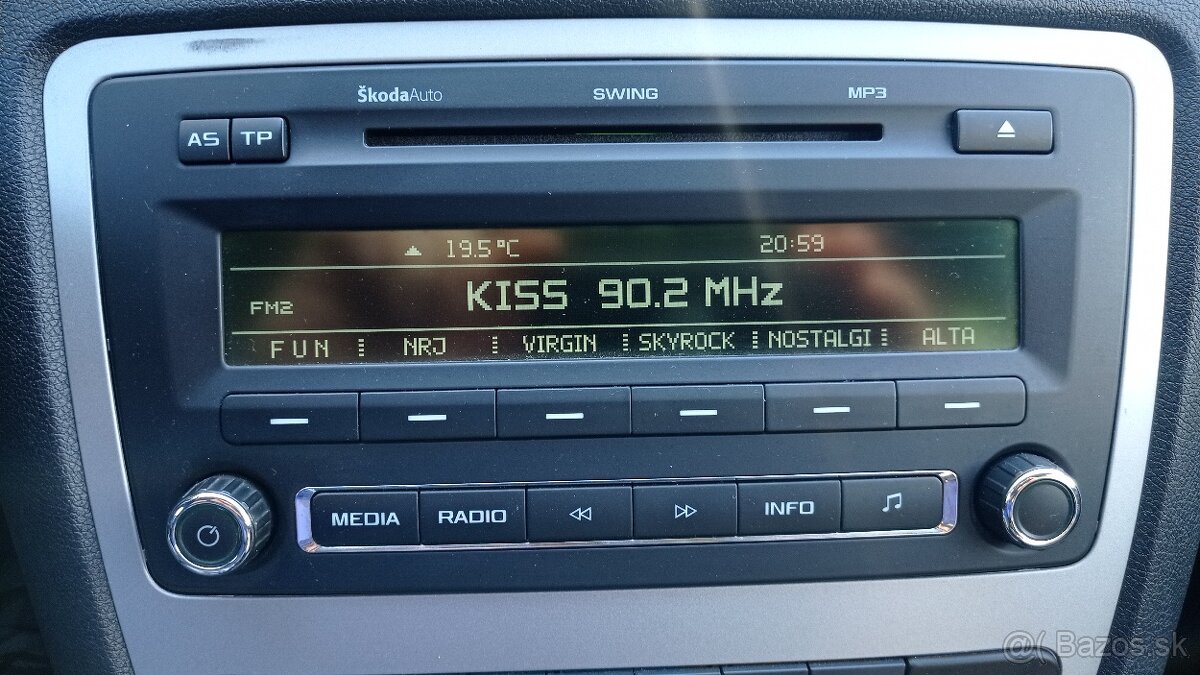 ŠkodaAuto SWING MP3
AS TP
19.5°C 20:59
FM2 KISS 90.2 MHz
FUN NRJ VIRGIN SKYROCK NOSTALGI ALTA
MEDIA RADIO INFO
@( Bazos.sk